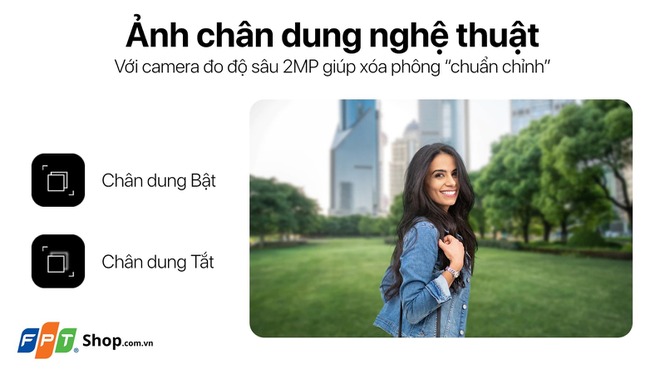 Ảnh chân dung nghệ thuật
Với camera đo độ sâu 2MP giúp xóa phông “chuẩn chỉnh”
Chân dung Bật
Chân dung Tắt
FPT® Shop.com.vn